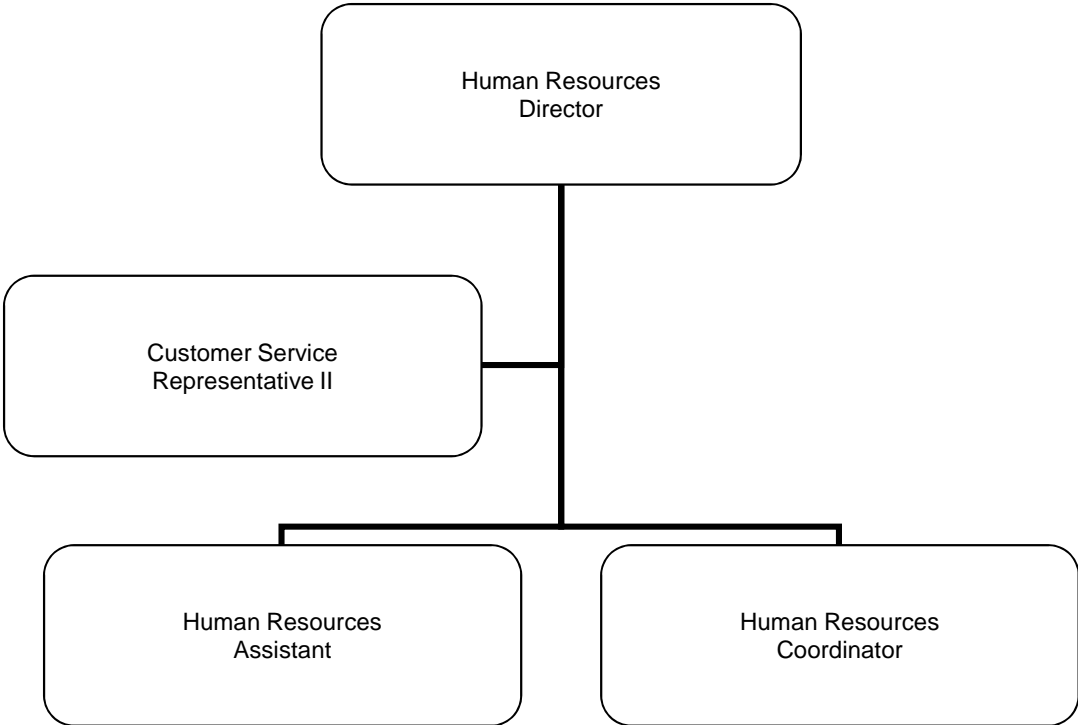 Human Resources
Director
Customer Service
Representative II
Human Resources
Assistant
Human Resources
Coordinator